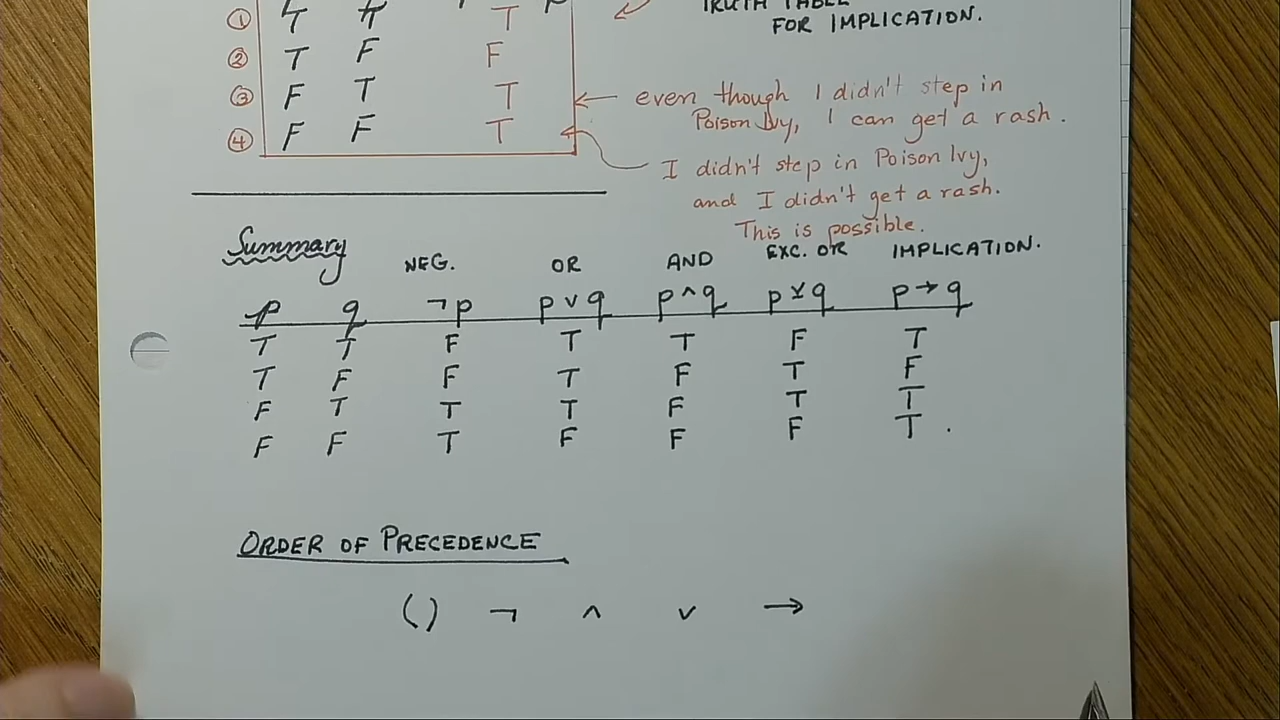 TRUTH TABLE
FOR IMPLICATION.
① T T T
② T F F
③ F T T
④ F F T
even though I didn't step in
Poison Ivy, I can get a rash.
I didn't step in Poison Ivy,
and I didn't get a rash.
This is possible.
Summary NEG. OR AND EXC. OR IMPLICATION.
p q ¬p p ∨ q p ∧ q p ⊻ q p → q
T T F T T F T
T F F T F T F
F T T T F T T
F F T F F F T .
ORDER OF PRECEDENCE
( ) ¬ ∧ ∨ →